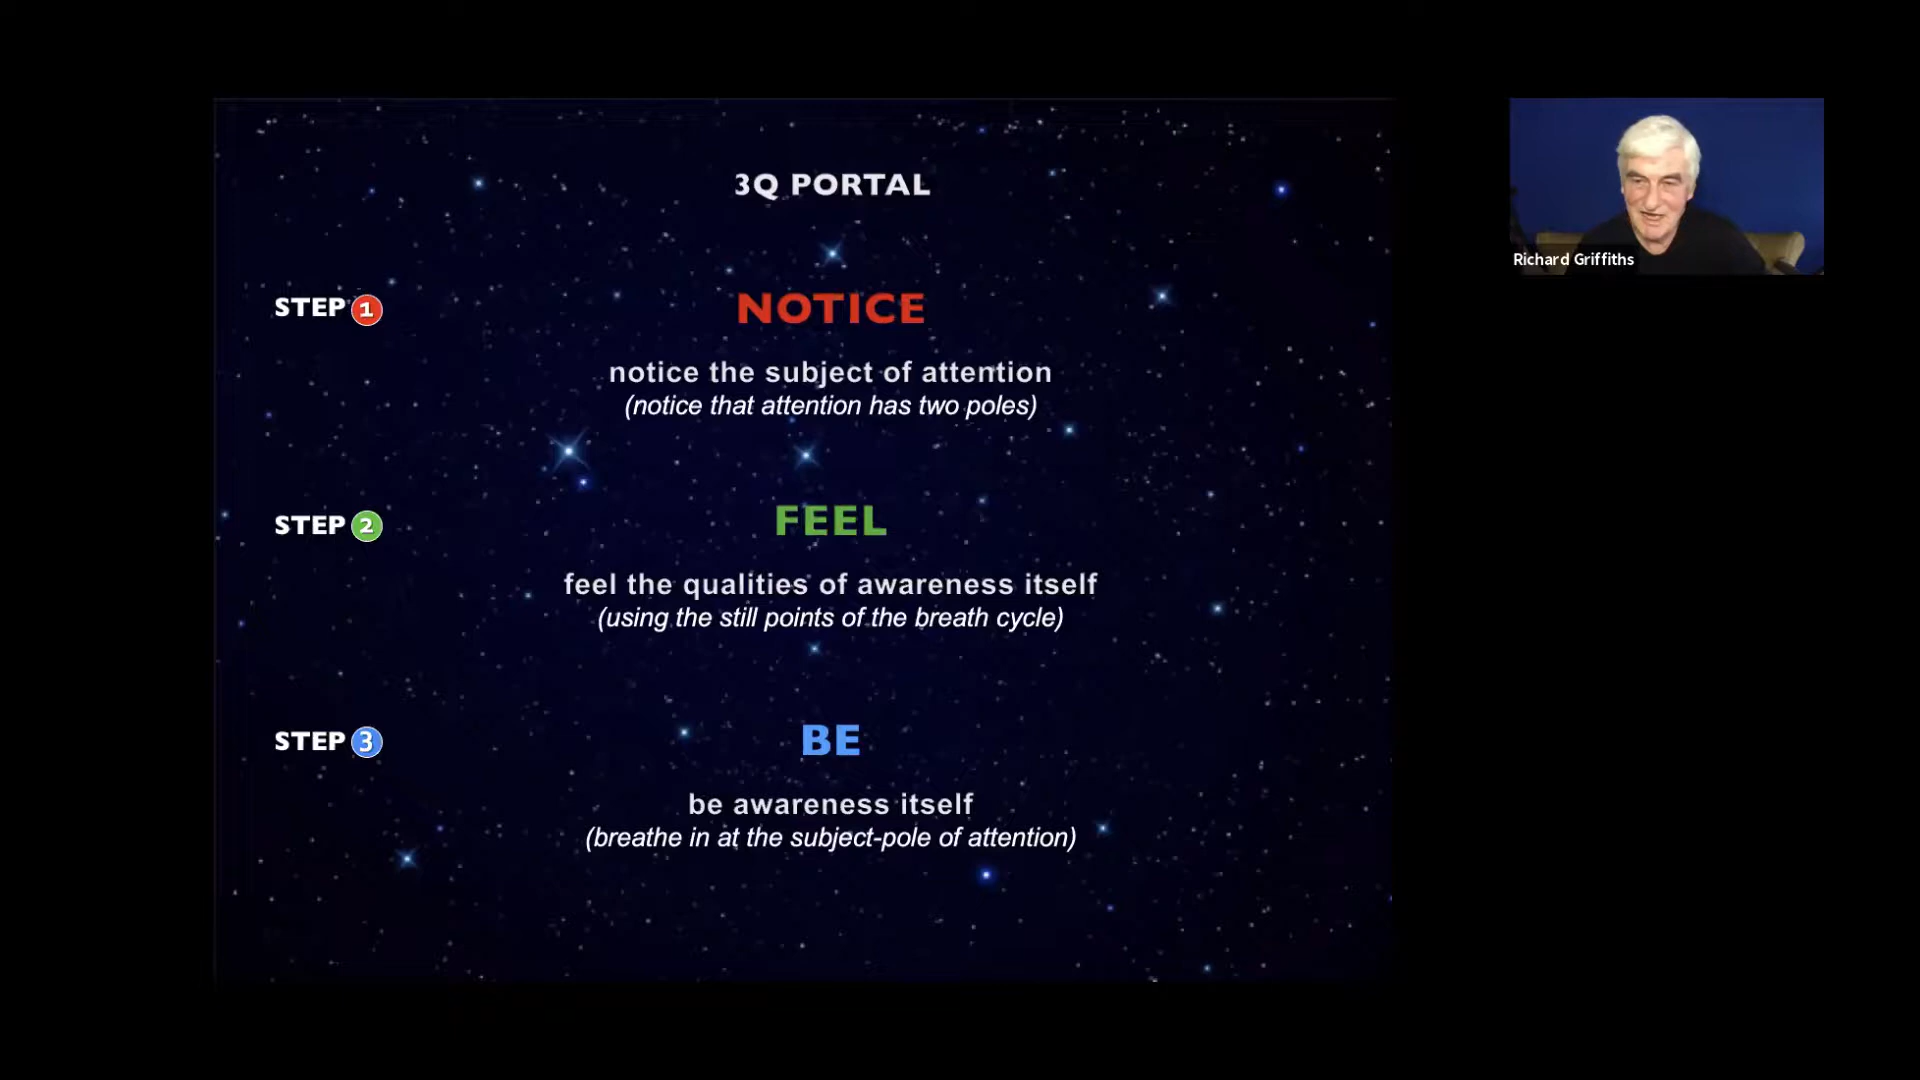 3Q PORTAL
STEP 1
NOTICE
notice the subject of attention
(notice that attention has two poles)
STEP 2
FEEL
feel the qualities of awareness itself
(using the still points of the breath cycle)
STEP 3
BE
be awareness itself
(breathe in at the subject-pole of attention)
Richard Griffiths